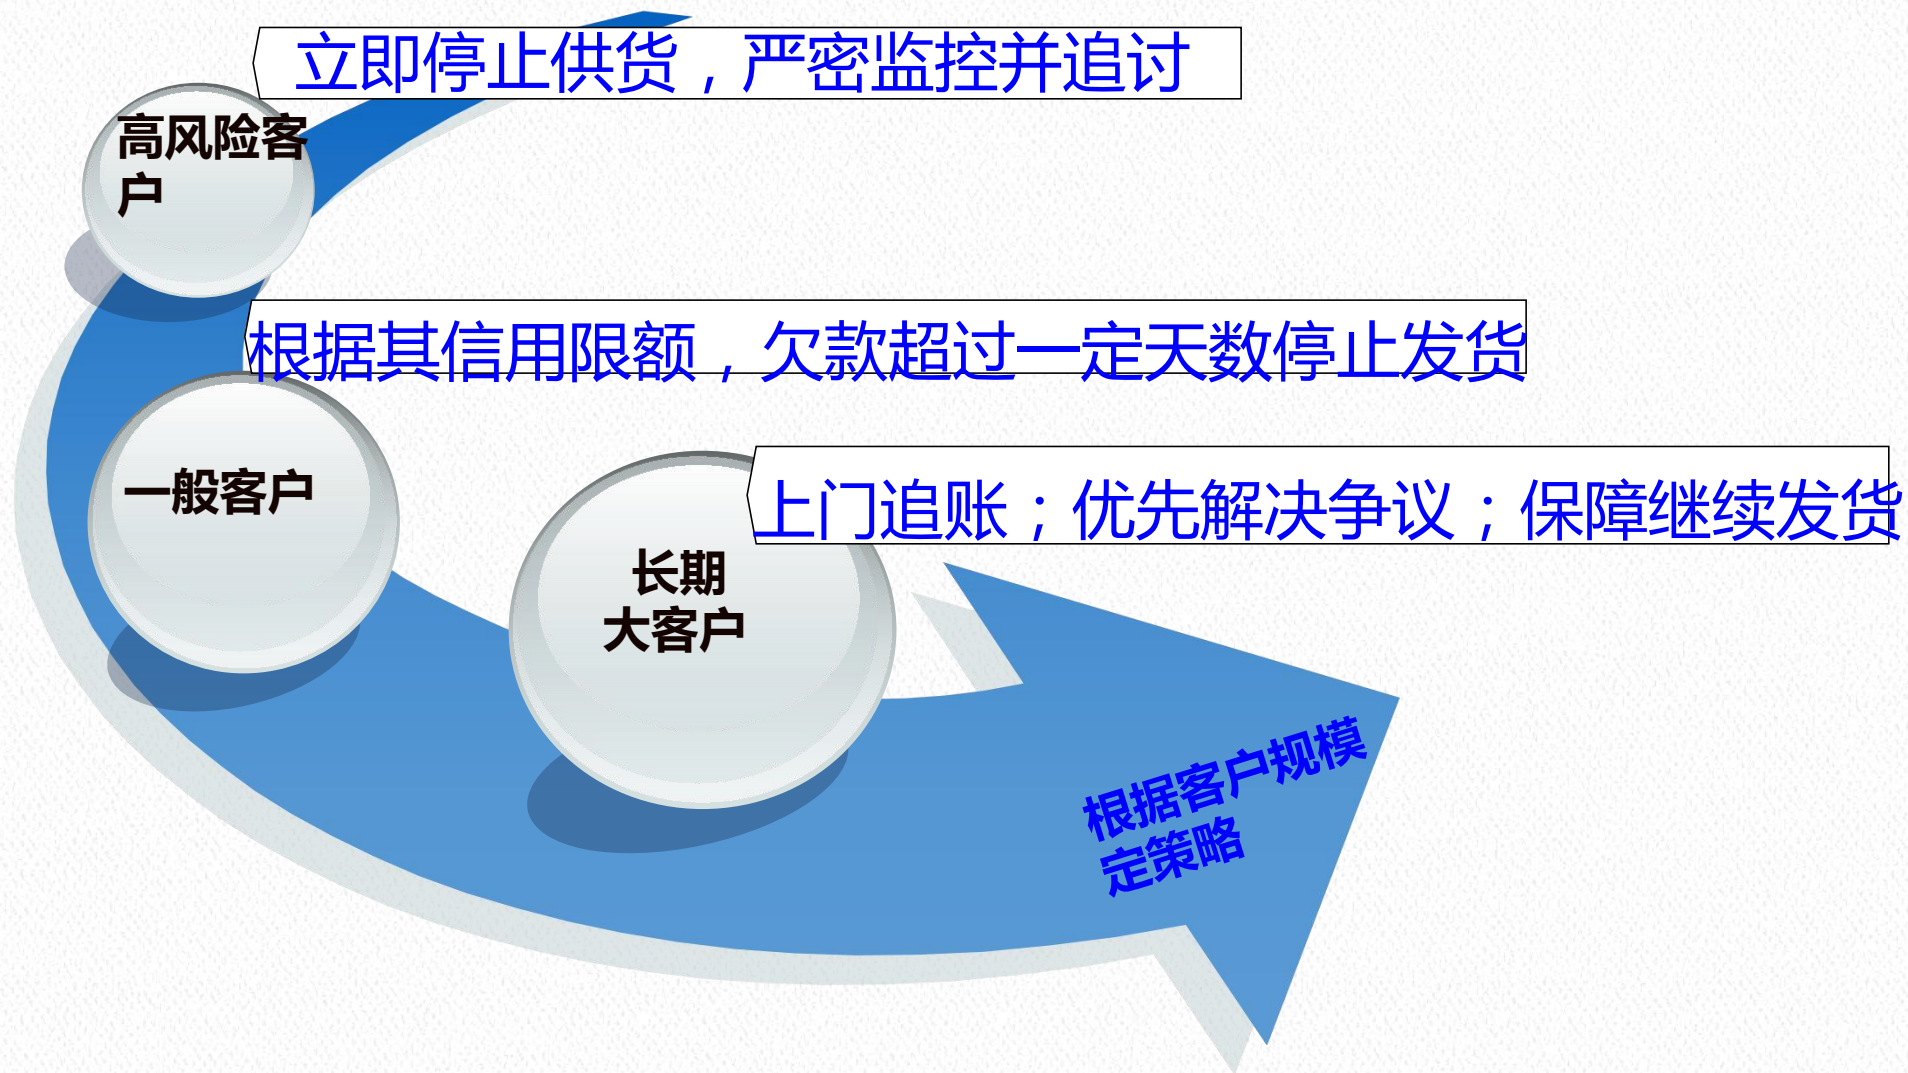 立即停止供货，严密监控并追讨
高风险客
户
根据其信用限额，欠款超过一定天数停止发货
一般客户
上门追账；优先解决争议；保障继续发货
长期
大客户
根据客户规模
定策略